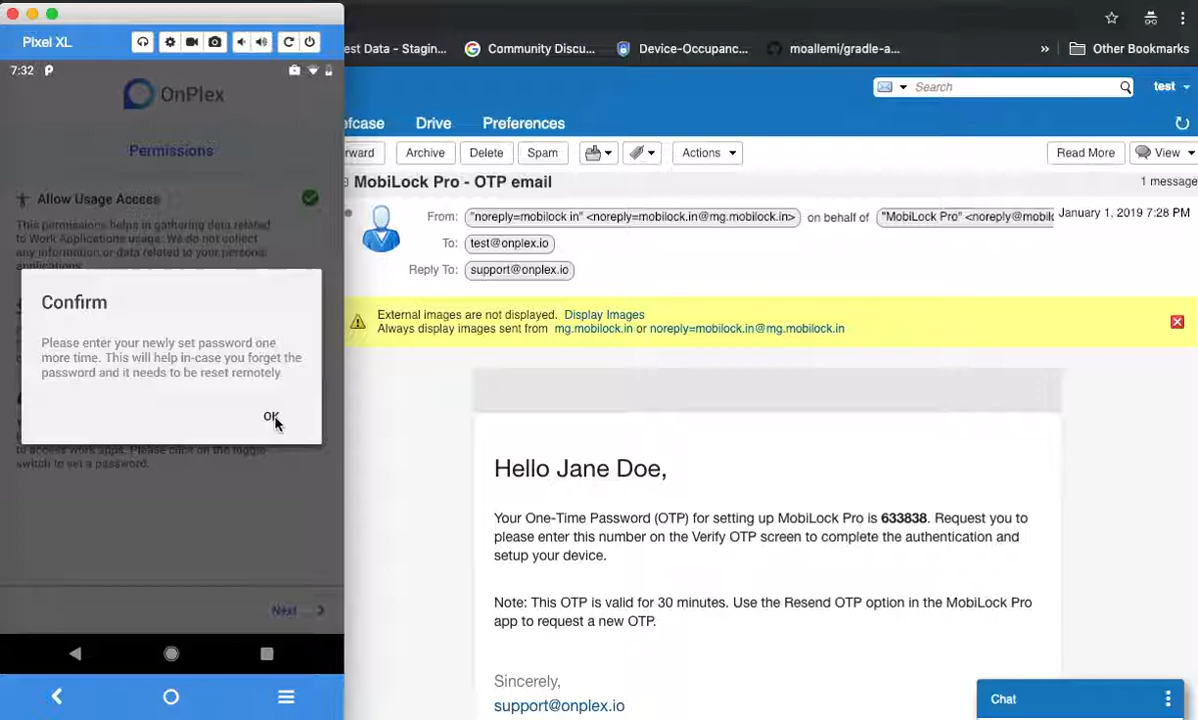 Pixel XL
7:32
OnPlex
Permissions
Allow Usage Access
This permissions helps in gathering data related
to Work Applications usage. We do not collect
any information or data related to your personal
applications.
Confirm
Please enter your newly set password one
more time. This will help in-case you forget the
password and it needs to be reset remotely
OK
to access work apps. Please click on the toggle
switch to set a password.
Next
est Data - Stagin...
Community Discu...
Device-Occupanc...
moallemi/gradle-a...
»
Other Bookmarks
Search
test
efcase
Drive
Preferences
rward
Archive
Delete
Spam
Actions
Read More
View
MobiLock Pro - OTP email
1 message
From: "noreply=mobilock in" <noreply=mobilock.in@mg.mobilock.in> on behalf of "MobiLock Pro" <noreply@mobil
January 1, 2019 7:28 PM
To: test@onplex.io
Reply To: support@onplex.io
External images are not displayed. Display Images
Always display images sent from mg.mobilock.in or noreply=mobilock.in@mg.mobilock.in
Hello Jane Doe,
Your One-Time Password (OTP) for setting up MobiLock Pro is 633838. Request you to
please enter this number on the Verify OTP screen to complete the authentication and
setup your device.
Note: This OTP is valid for 30 minutes. Use the Resend OTP option in the MobiLock Pro
app to request a new OTP.
Sincerely,
support@onplex.io
Chat